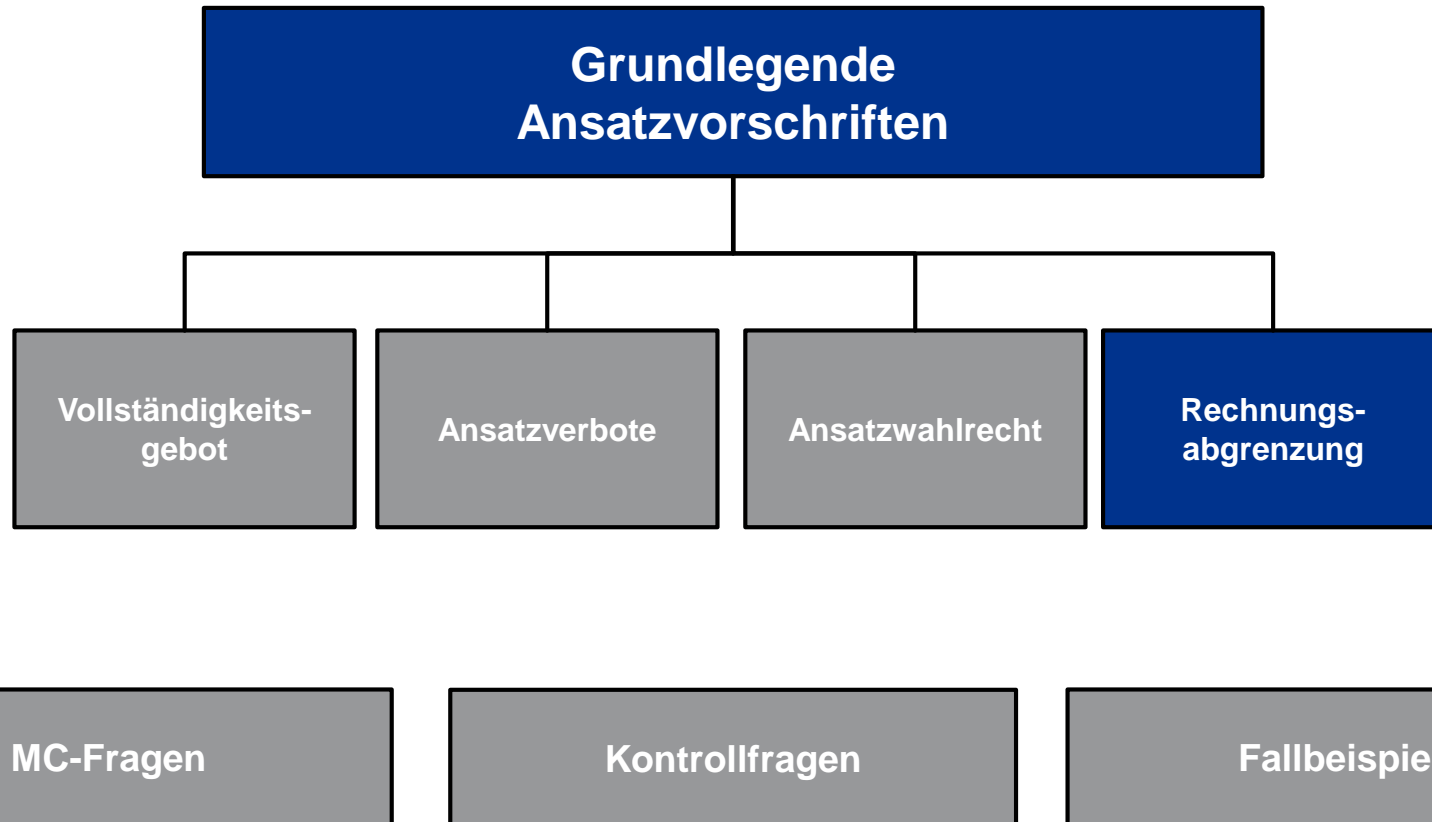 Grundlegende
Ansatzvorschriften
Vollständigkeits-
gebot
Ansatzverbote
Ansatzwahlrecht
Rechnungs-
abgrenzung
MC-Fragen
Kontrollfragen
Fallbeispie